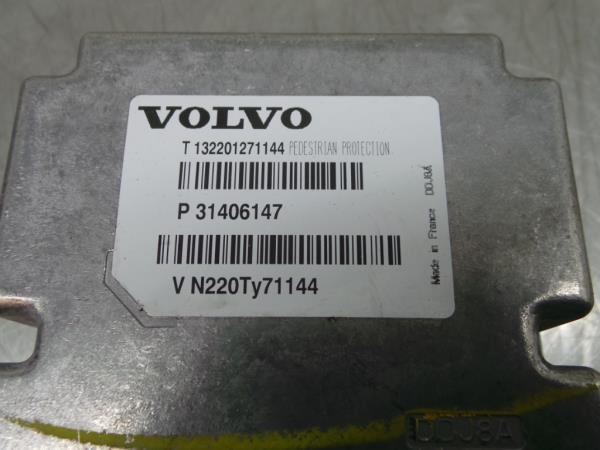 VOLVO
T 132201271144 PEDESTRIAN PROTECTION
P 31406147
V N220Ty71144
Made in France DDJ8A
DDJ8A